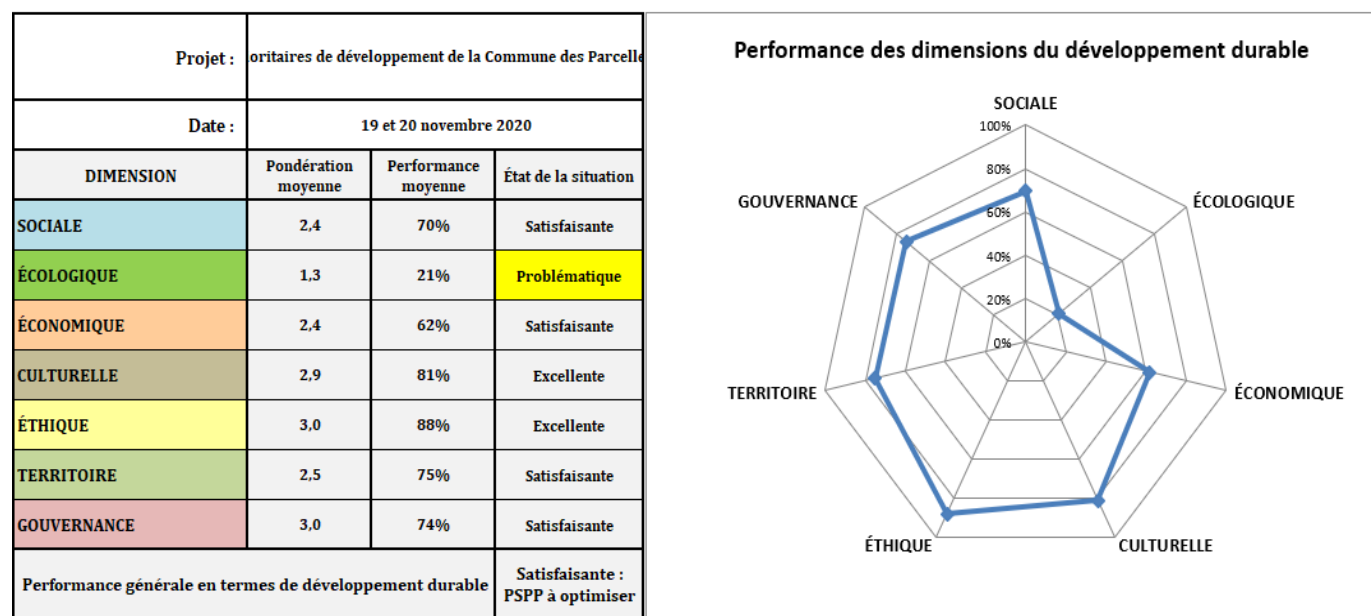 Projet :
oritaires de développement de la Commune des Parcelle
Date :
19 et 20 novembre 2020
DIMENSION
Pondération
moyenne
Performance
moyenne
État de la situation
SOCIALE
2,4
70%
Satisfaisante
ÉCOLOGIQUE
1,3
21%
Problématique
ÉCONOMIQUE
2,4
62%
Satisfaisante
CULTURELLE
2,9
81%
Excellente
ÉTHIQUE
3,0
88%
Excellente
TERRITOIRE
2,5
75%
Satisfaisante
GOUVERNANCE
3,0
74%
Satisfaisante
Performance générale en termes de développement durable
Satisfaisante :
PSPP à optimiser
Performance des dimensions du développement durable
SOCIALE
100%
80%
60%
40%
20%
0%
GOUVERNANCE
ÉCOLOGIQUE
TERRITOIRE
ÉCONOMIQUE
ÉTHIQUE
CULTURELLE